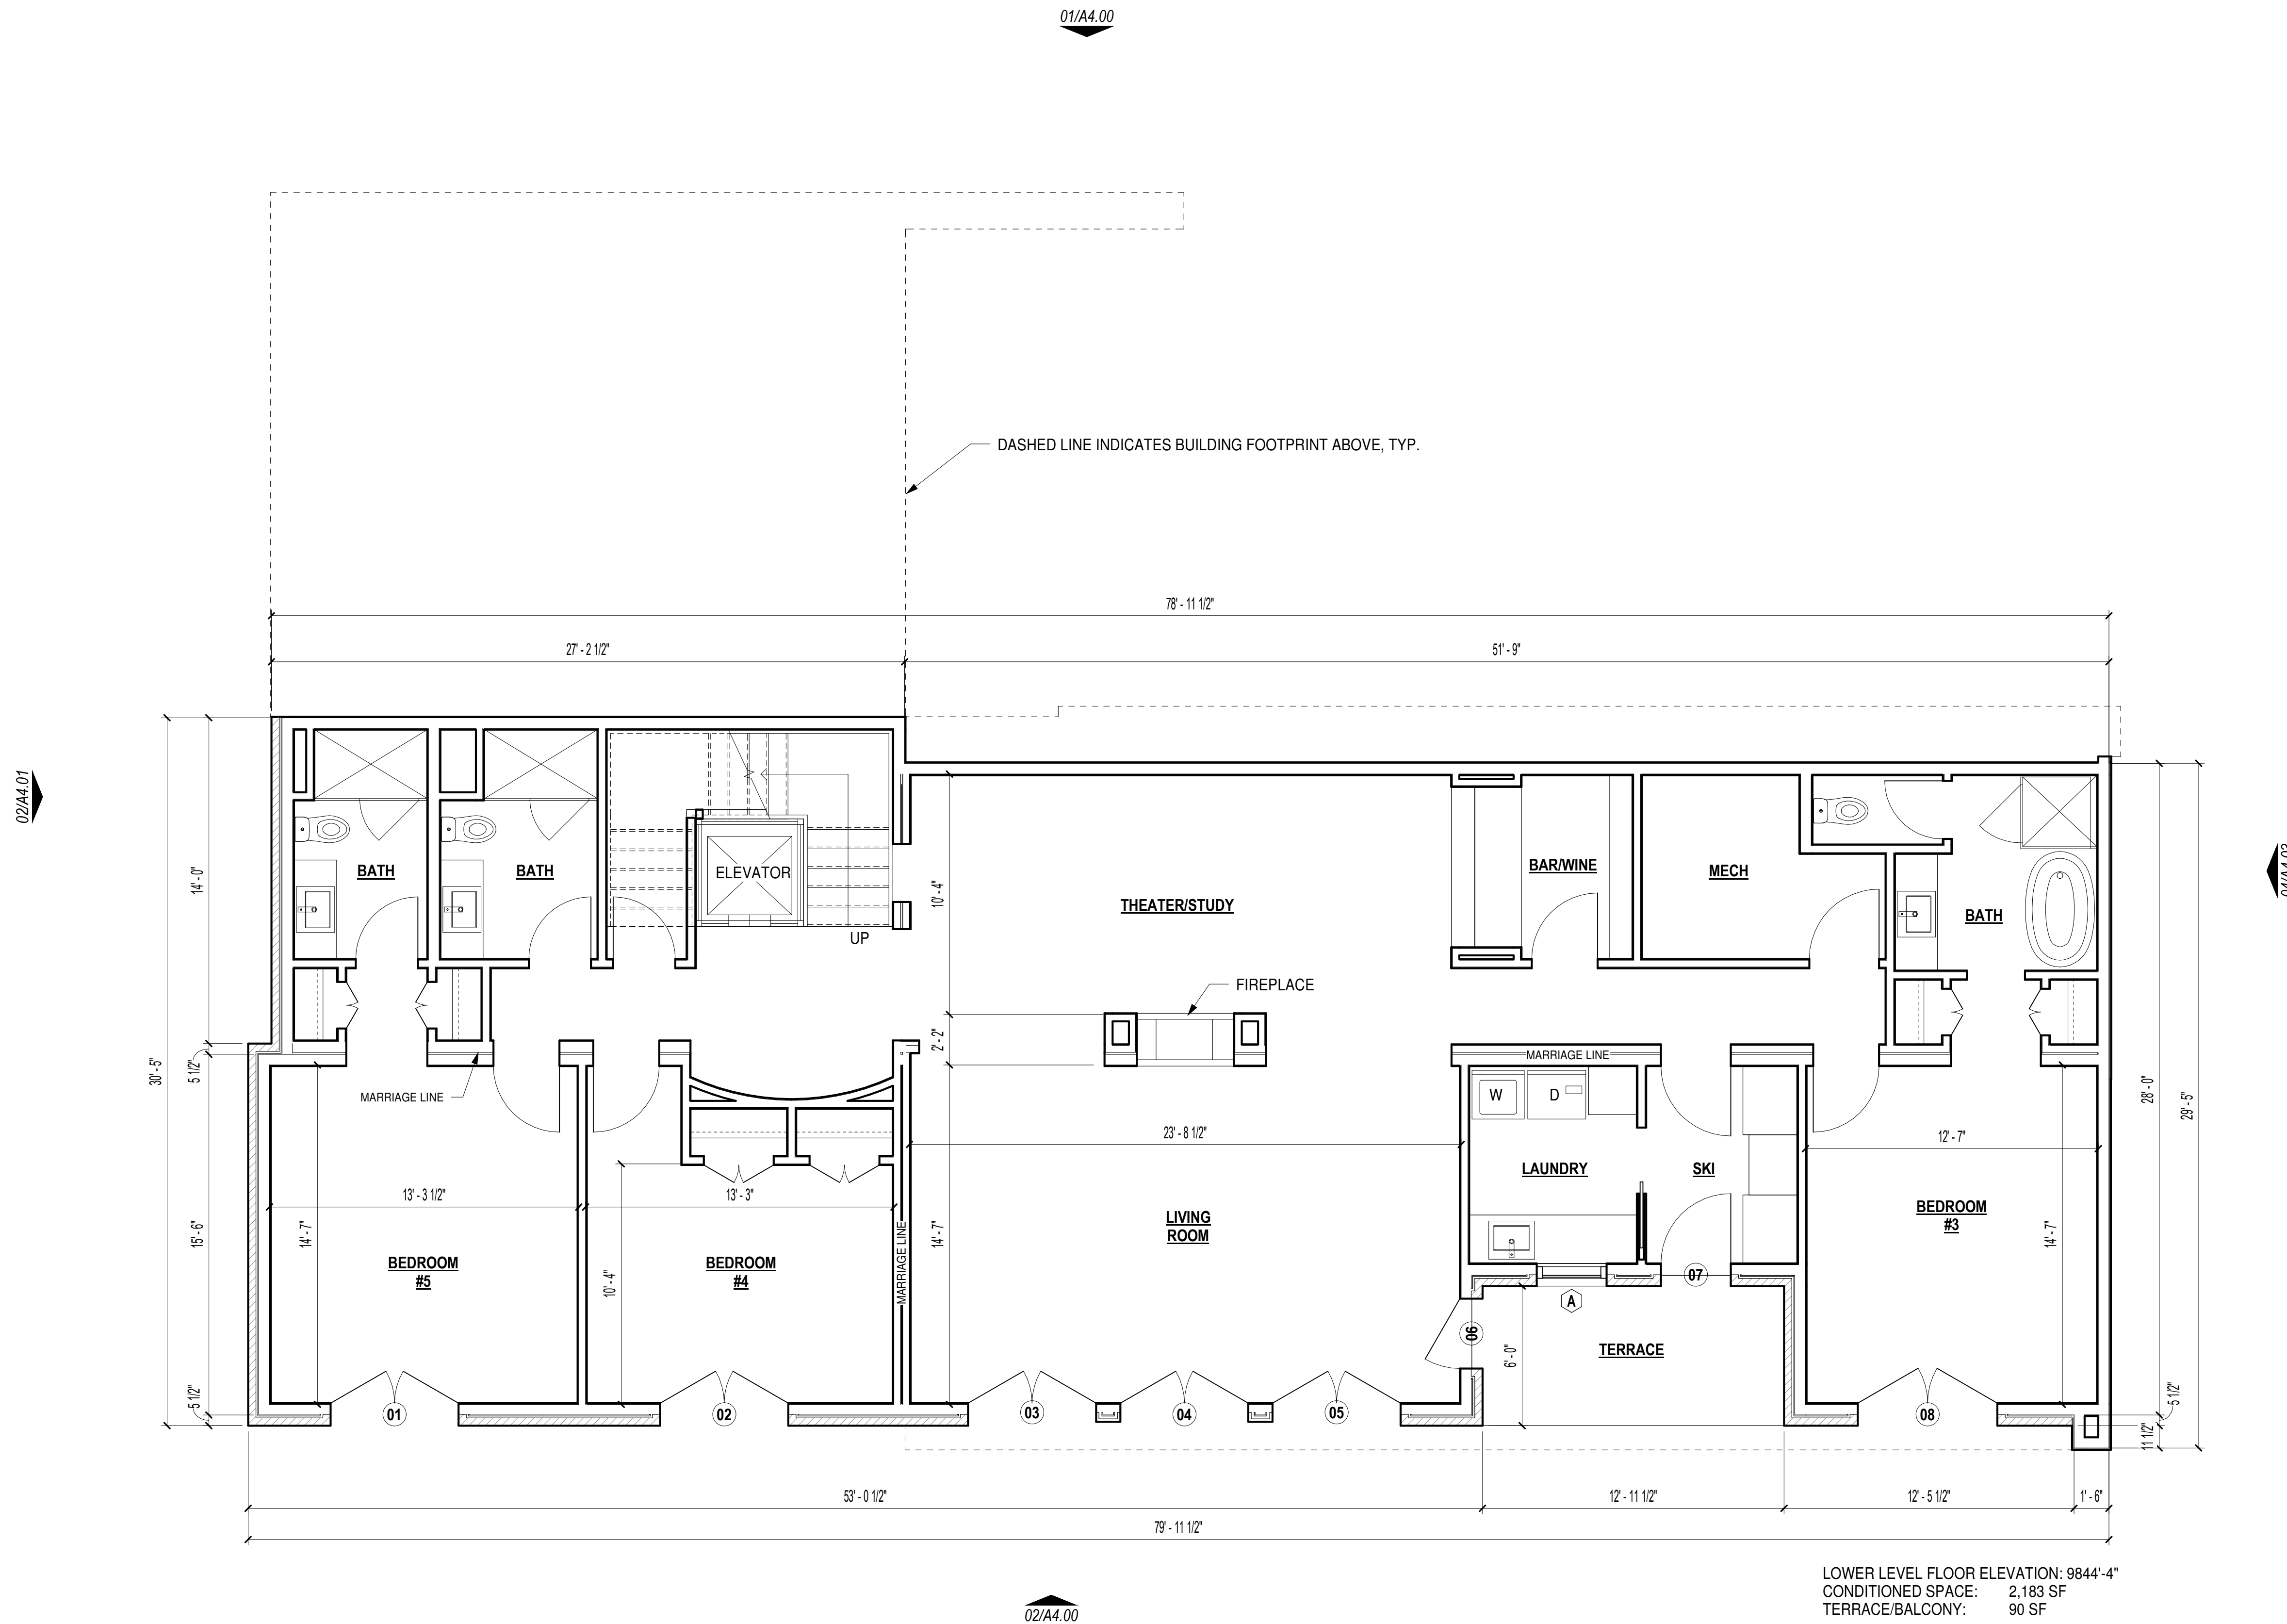 01/A4.00
DASHED LINE INDICATES BUILDING FOOTPRINT ABOVE, TYP.
78' - 11 1/2"
27' - 2 1/2"
51' - 9"
02/A4.01
30' - 5"
14' - 0"
5 1/2"
15' - 6"
5 1/2"
BATH
BATH
ELEVATOR
UP
10' - 4"
2' - 2"
14' - 7"
THEATER/STUDY
FIREPLACE
BAR/WINE
MECH
BATH
MARRIAGE LINE
MARRIAGE LINE
MARRIAGE LINE
W
D
23' - 8 1/2"
12' - 7"
LAUNDRY
SKI
13' - 3 1/2"
13' - 3"
14' - 7"
10' - 4"
14' - 7"
BEDROOM
#5
BEDROOM
#4
LIVING
ROOM
BEDROOM
#3
A
TERRACE
6' - 0"
01
02
03
04
05
06
07
08
28' - 0"
29' - 5"
5 1/2"
11 1/2"
53' - 0 1/2"
12' - 11 1/2"
12' - 5 1/2"
1' - 6"
79' - 11 1/2"
02/A4.00
LOWER LEVEL FLOOR ELEVATION: 9844'-4"
CONDITIONED SPACE: 2,183 SF
TERRACE/BALCONY: 90 SF